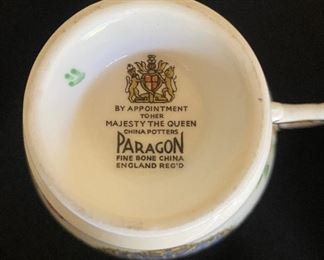 BY APPOINTMENT
TO HER
MAJESTY THE QUEEN
CHINA POTTERS
PARAGON
FINE BONE CHINA
ENGLAND REG'D